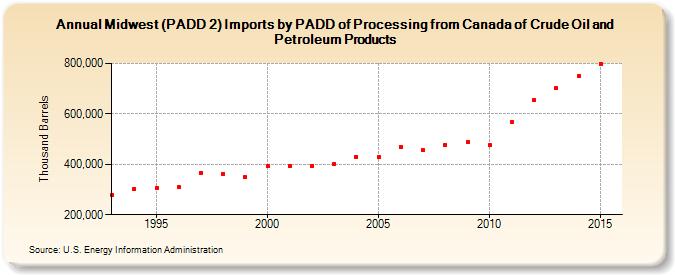 Annual Midwest (PADD 2) Imports by PADD of Processing from Canada of Crude Oil and
Petroleum Products
Thousand Barrels
800,000
600,000
400,000
200,000
1995
2000
2005
2010
2015
Source: U.S. Energy Information Administration